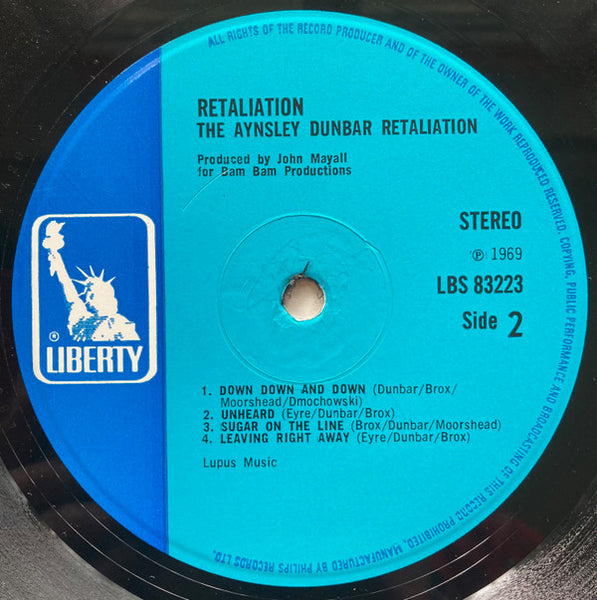 ALL RIGHTS OF THE RECORD PRODUCER AND OF THE OWNER OF THE WORK REPRODUCED RESERVED. COPYING, PUBLIC PERFORMANCE AND BROADCASTING OF THIS RECORD PROHIBITED. MANUFACTURED BY PHILIPS RECORDS LTD.
RETALIATION
THE AYNSLEY DUNBAR RETALIATION
Produced by John Mayall
for Bam Bam Productions
STEREO
℗ 1969
LBS 83223
Side 2
® LIBERTY
1. DOWN DOWN AND DOWN (Dunbar/Brox/
Moorshead/Dmochowski)
2. UNHEARD (Eyre/Dunbar/Brox)
3. SUGAR ON THE LINE (Brox/Dunbar/Moorshead)
4. LEAVING RIGHT AWAY (Eyre/Dunbar/Brox)
Lupus Music